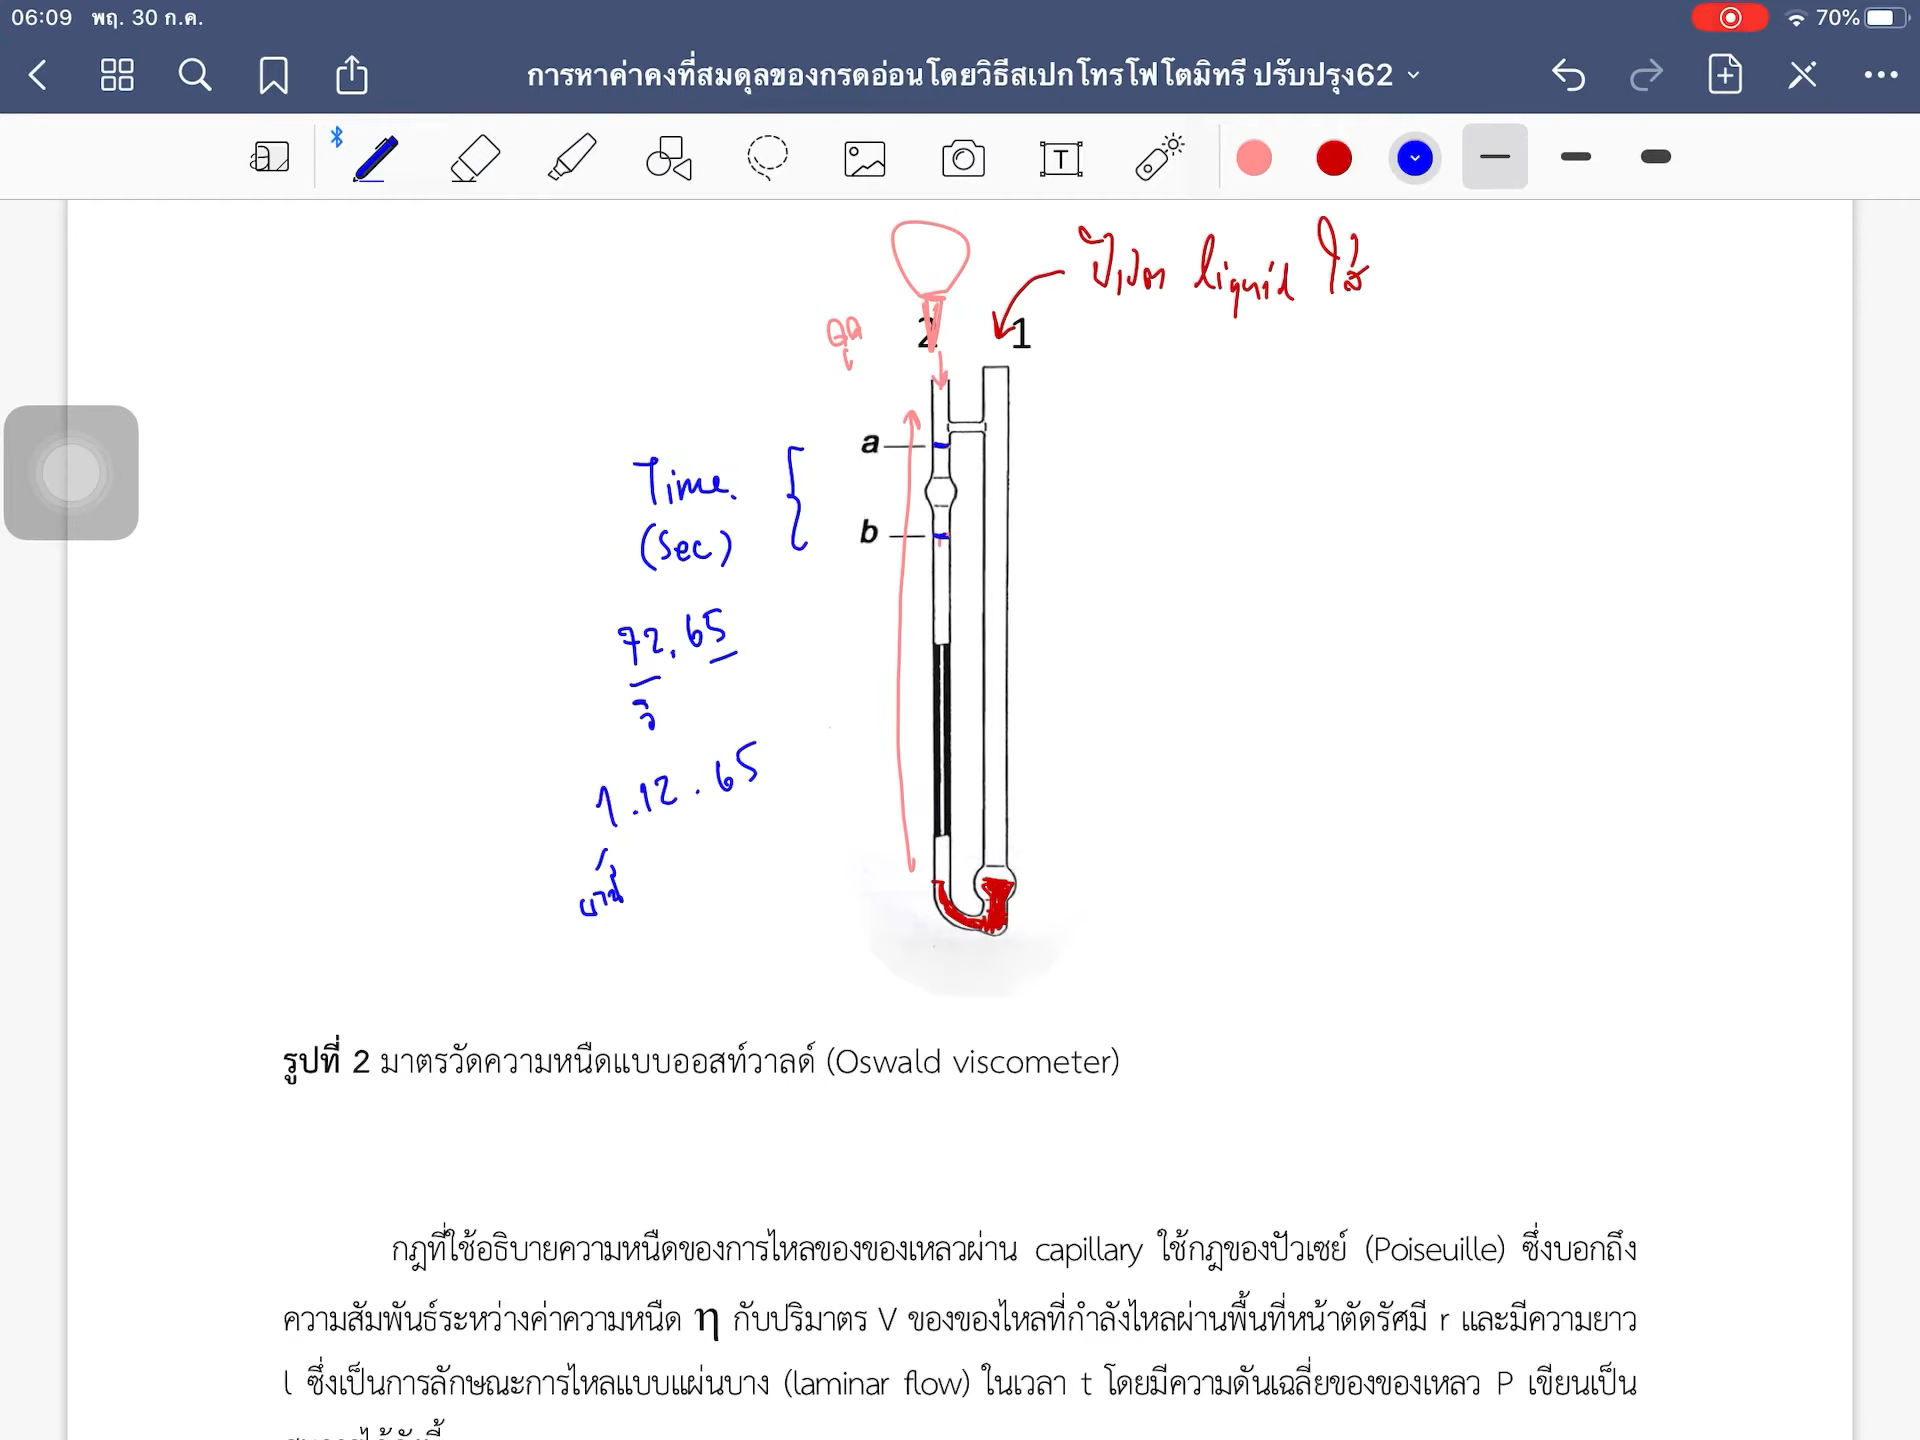 06:09 พฤ. 30 ก.ค.
70%
การหาค่าคงที่สมดุลของกรดอ่อนโดยวิธีสเปกโทรโฟโตมิทรี ปรับปรุง62
ปิเปต liquid ใส่
ดูด
2 1
a
Time.
(Sec)
b
72.65
วิ
1.12.65
นาที
รูปที่ 2 มาตรวัดความหนืดแบบออสท์วาลด์ (Oswald viscometer)
กฎที่ใช้อธิบายความหนืดของการไหลของของเหลวผ่าน capillary ใช้กฎของปัวเซย์ (Poiseuille) ซึ่งบอกถึง
ความสัมพันธ์ระหว่างค่าความหนืด η กับปริมาตร V ของของไหลที่กำลังไหลผ่านพื้นที่หน้าตัดรัศมี r และมีความยาว
l ซึ่งเป็นการลักษณะการไหลแบบแผ่นบาง (laminar flow) ในเวลา t โดยมีความดันเฉลี่ยของของเหลว P เขียนเป็น